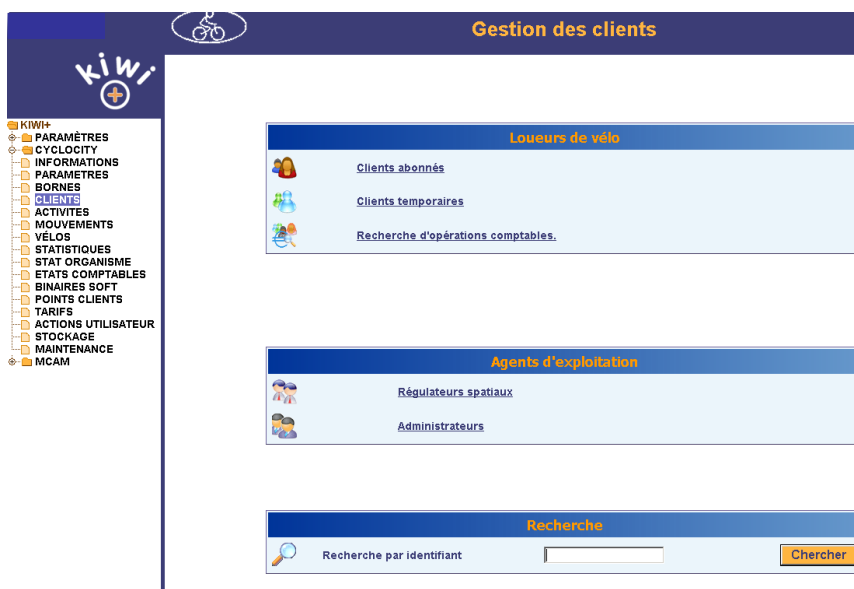 Gestion des clients
kiwi
+
KIWI+
PARAMÈTRES
CYCLOCITY
INFORMATIONS
PARAMETRES
BORNES
CLIENTS
ACTIVITES
MOUVEMENTS
VÉLOS
STATISTIQUES
STAT ORGANISME
ETATS COMPTABLES
BINAIRES SOFT
POINTS CLIENTS
TARIFS
ACTIONS UTILISATEUR
STOCKAGE
MAINTENANCE
MCAM
Loueurs de vélo
Clients abonnés
Clients temporaires
Recherche d'opérations comptables.
Agents d'exploitation
Régulateurs spatiaux
Administrateurs
Recherche
Recherche par identifiant
Chercher